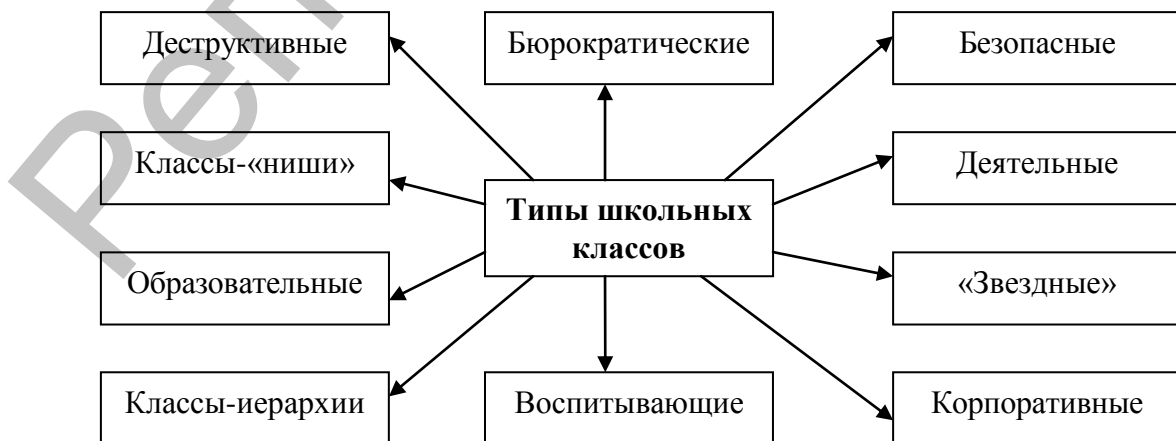 Деструктивные
Бюрократические
Безопасные
Классы-«ниши»
Деятельные
Типы школьных
классов
Образовательные
«Звездные»
Классы-иерархии
Воспитывающие
Корпоративные